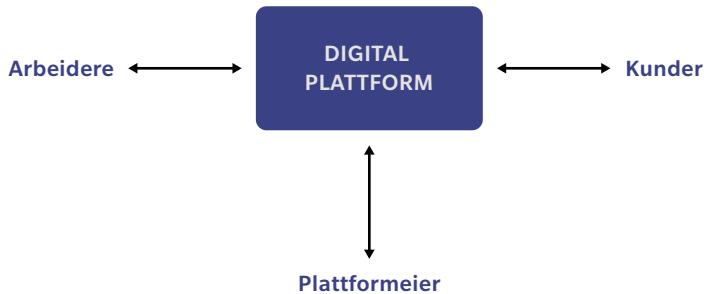 DIGITAL
PLATTFORM
Arbeidere
Kunder
Plattformeier